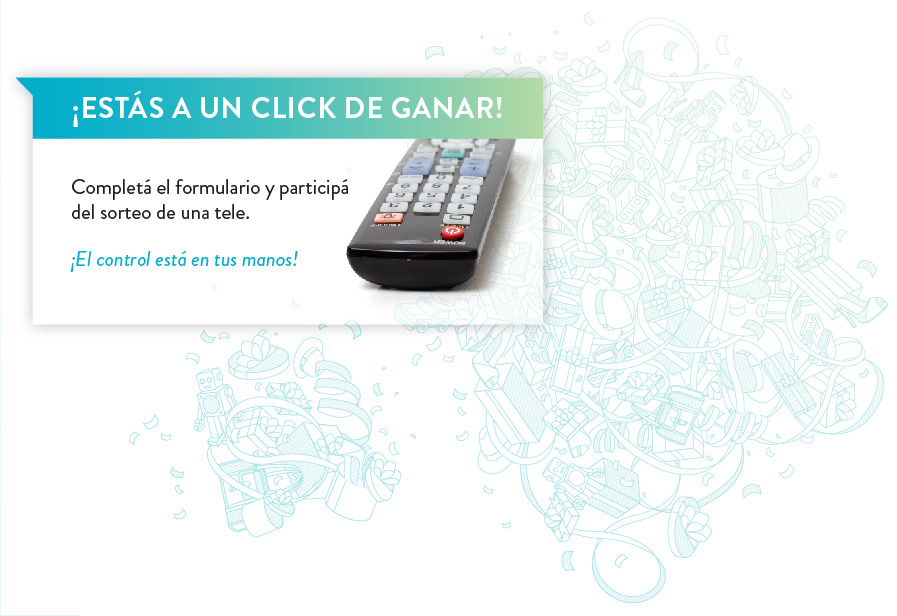 ¡ESTÁS A UN CLICK DE GANAR!
Completá el formulario y participá
del sorteo de una tele.
¡El control está en tus manos!
POWER